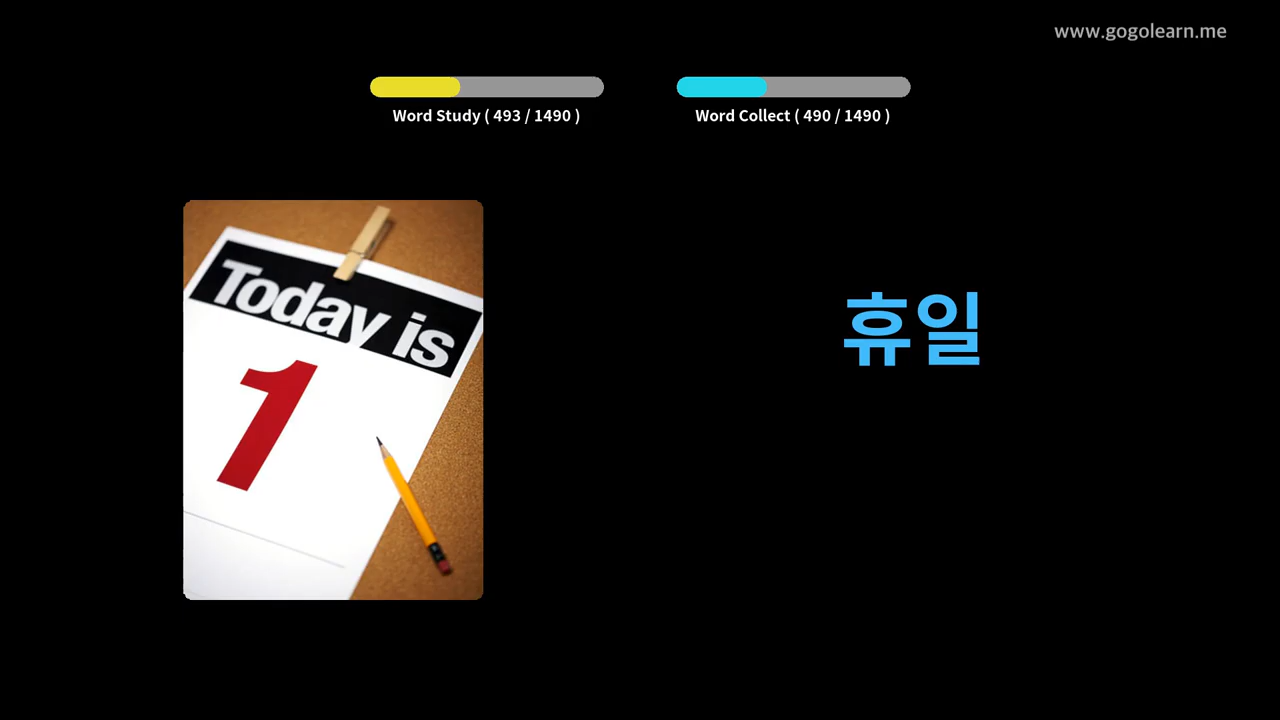 www.gogolearn.me
Word Study ( 493 / 1490 )
Word Collect ( 490 / 1490 )
Today is
1
휴일